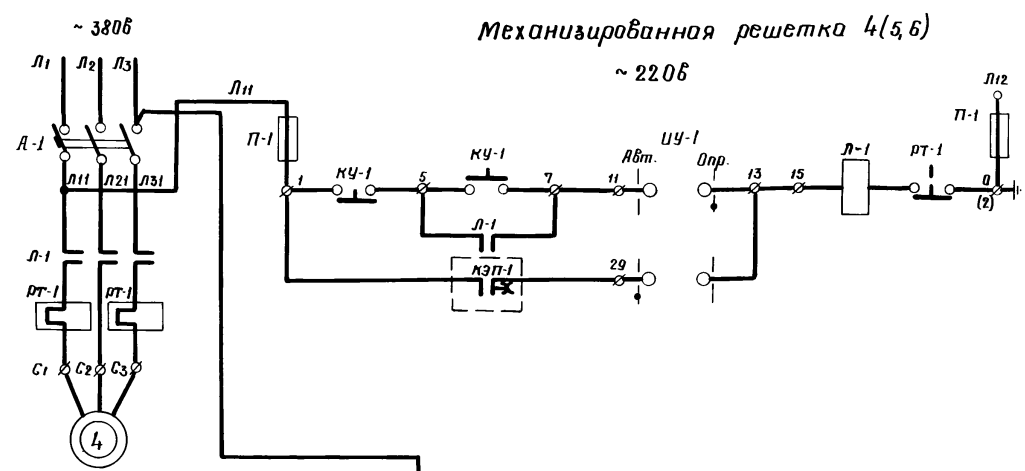 ~ 380в
Механизированная решетка 4(5,6)
~ 220в
Л1 Л2 Л3
Л11
Л12
А-1
П-1
П-1
КУ-1
КУ-1
Авт.
ПУ-1
Опр.
Л-1
РТ-1
1
5
7
11
13
15
0
(2)
Л11 Л21 Л31
Л-1
Л-1
КЭП-1
29
РТ-1
РТ-1
С1 С2 С3
4